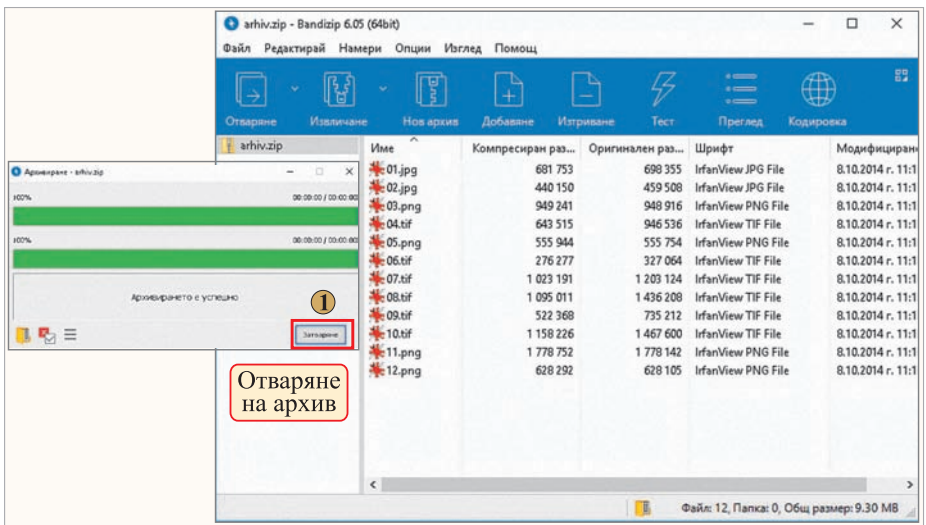 arhiv.zip - Bandizip 6.05 (64bit)
Файл Редактирай Намери Опции Изглед Помощ
Отваряне Извличане Нов архив Добавяне Изтриване Тест Преглед Кодировка
arhiv.zip
Име Компресиран раз... Оригинален раз... Шрифт Модифициран
01.jpg 681 753 698 355 IrfanView JPG File 8.10.2014 г. 11:1
02.jpg 440 150 459 508 IrfanView JPG File 8.10.2014 г. 11:1
03.png 949 241 948 916 IrfanView PNG File 8.10.2014 г. 11:1
04.tif 643 515 946 536 IrfanView TIF File 8.10.2014 г. 11:1
05.png 555 944 555 754 IrfanView PNG File 8.10.2014 г. 11:1
06.tif 276 277 327 064 IrfanView TIF File 8.10.2014 г. 11:1
07.tif 1 023 191 1 203 124 IrfanView TIF File 8.10.2014 г. 11:1
08.tif 1 095 011 1 436 208 IrfanView TIF File 8.10.2014 г. 11:1
09.tif 522 368 735 212 IrfanView TIF File 8.10.2014 г. 11:1
10.tif 1 158 226 1 467 600 IrfanView TIF File 8.10.2014 г. 11:1
11.png 1 778 752 1 778 142 IrfanView PNG File 8.10.2014 г. 11:1
12.png 628 292 628 105 IrfanView PNG File 8.10.2014 г. 11:1
Файл: 12, Папка: 0, Общ размер: 9.30 MB
Архивиране - arhiv.zip
100% 00:00:00 / 00:00:00
100% 00:00:00 / 00:00:00
Архивирането е успешно
1
Затваряне
Отваряне
на архив